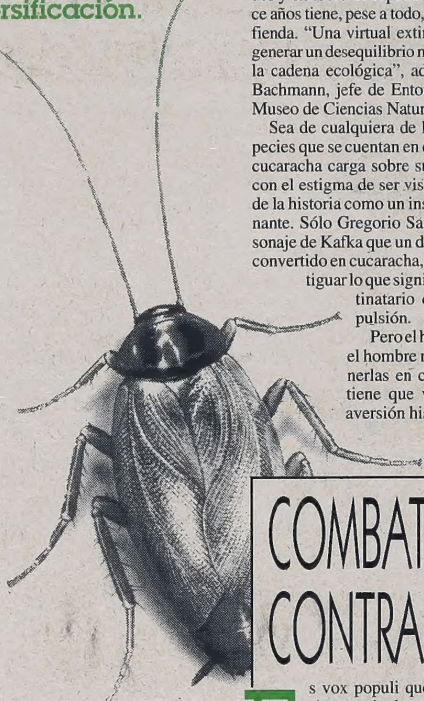 rsificación.
ce años tiene, pese a todo,
fienda. “Una virtual extin
generar un desequilibrio n
la cadena ecológica”, ad
Bachmann, jefe de Ento
Museo de Ciencias Natur
Sea de cualquiera de l
pecies que se cuentan en e
cucaracha carga sobre su
con el estigma de ser vis
de la historia como un ins
nante. Sólo Gregorio Sa
sonaje de Kafka que un d
convertido en cucaracha,
tiguar lo que signi
tinatario
pulsión.
Pero el h
el hombre n
nerlas en c
tiene que v
aversión his
COMBAT
CONTRA
s vox populi que